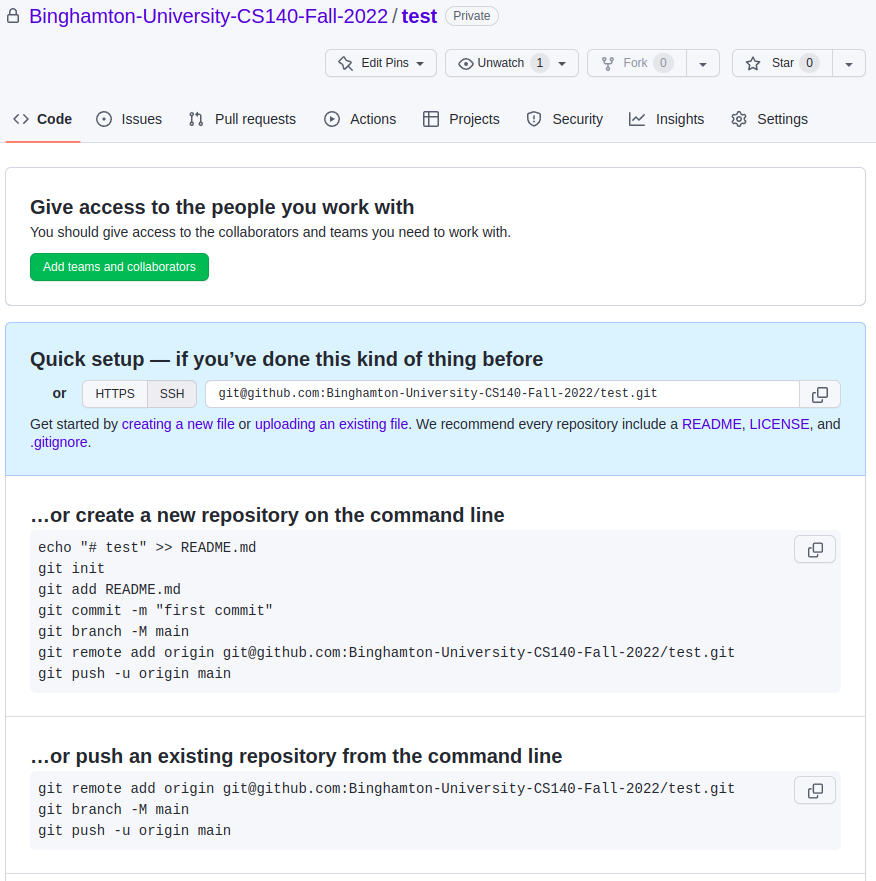 Binghamton-University-CS140-Fall-2022 / test Private
Edit Pins Unwatch 1 Fork 0 Star 0
Code Issues Pull requests Actions Projects Security Insights Settings
Give access to the people you work with
You should give access to the collaborators and teams you need to work with.
Add teams and collaborators
Quick setup — if you’ve done this kind of thing before
or HTTPS SSH git@github.com:Binghamton-University-CS140-Fall-2022/test.git
Get started by creating a new file or uploading an existing file. We recommend every repository include a README, LICENSE, and
.gitignore.
…or create a new repository on the command line
echo "# test" >> README.md
git init
git add README.md
git commit -m "first commit"
git branch -M main
git remote add origin git@github.com:Binghamton-University-CS140-Fall-2022/test.git
git push -u origin main
…or push an existing repository from the command line
git remote add origin git@github.com:Binghamton-University-CS140-Fall-2022/test.git
git branch -M main
git push -u origin main